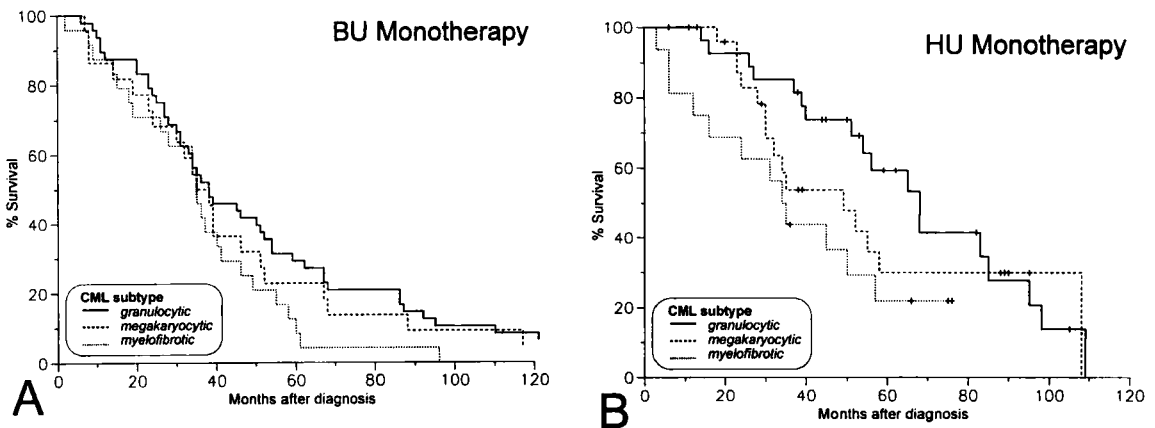 BU Monotherapy
% Survival
100
80
60
40
20
0
CML subtype
granulocytic
megakaryocytic
myelofibrotic
0 20 40 60 80 100 120
Months after diagnosis
A
HU Monotherapy
% Survival
100
80
60
40
20
0
CML subtype
granulocytic
megakaryocytic
myelofibrotic
0 20 40 60 80 100 120
Months after diagnosis
B